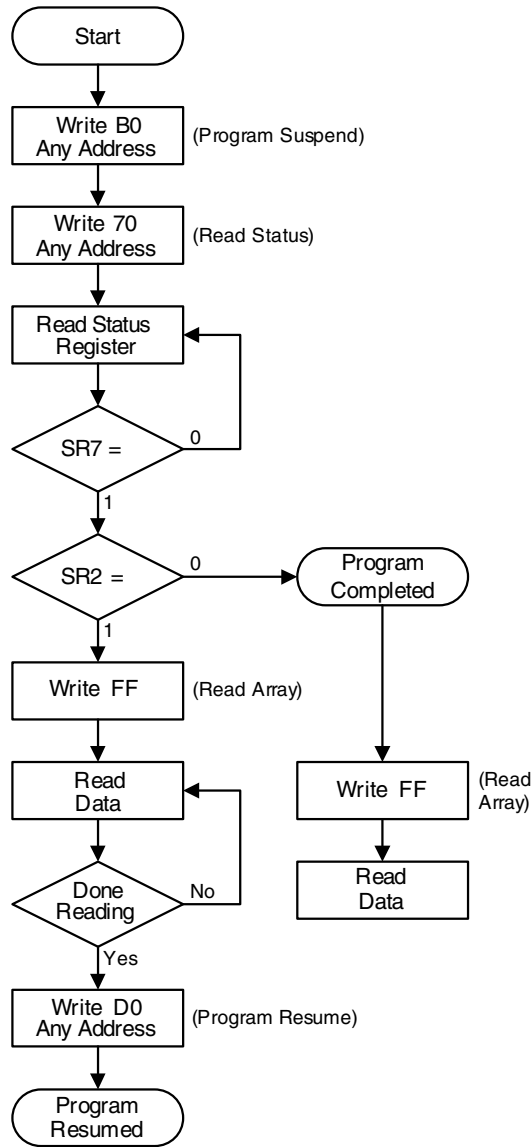 Start
Write B0
Any Address
(Program Suspend)
Write 70
Any Address
(Read Status)
Read Status
Register
SR7 =
0
1
SR2 =
0
Program
Completed
1
Write FF
(Read Array)
Read
Data
Write FF
(Read
Array)
Done
Reading
No
Read
Data
Yes
Write D0
Any Address
(Program Resume)
Program
Resumed